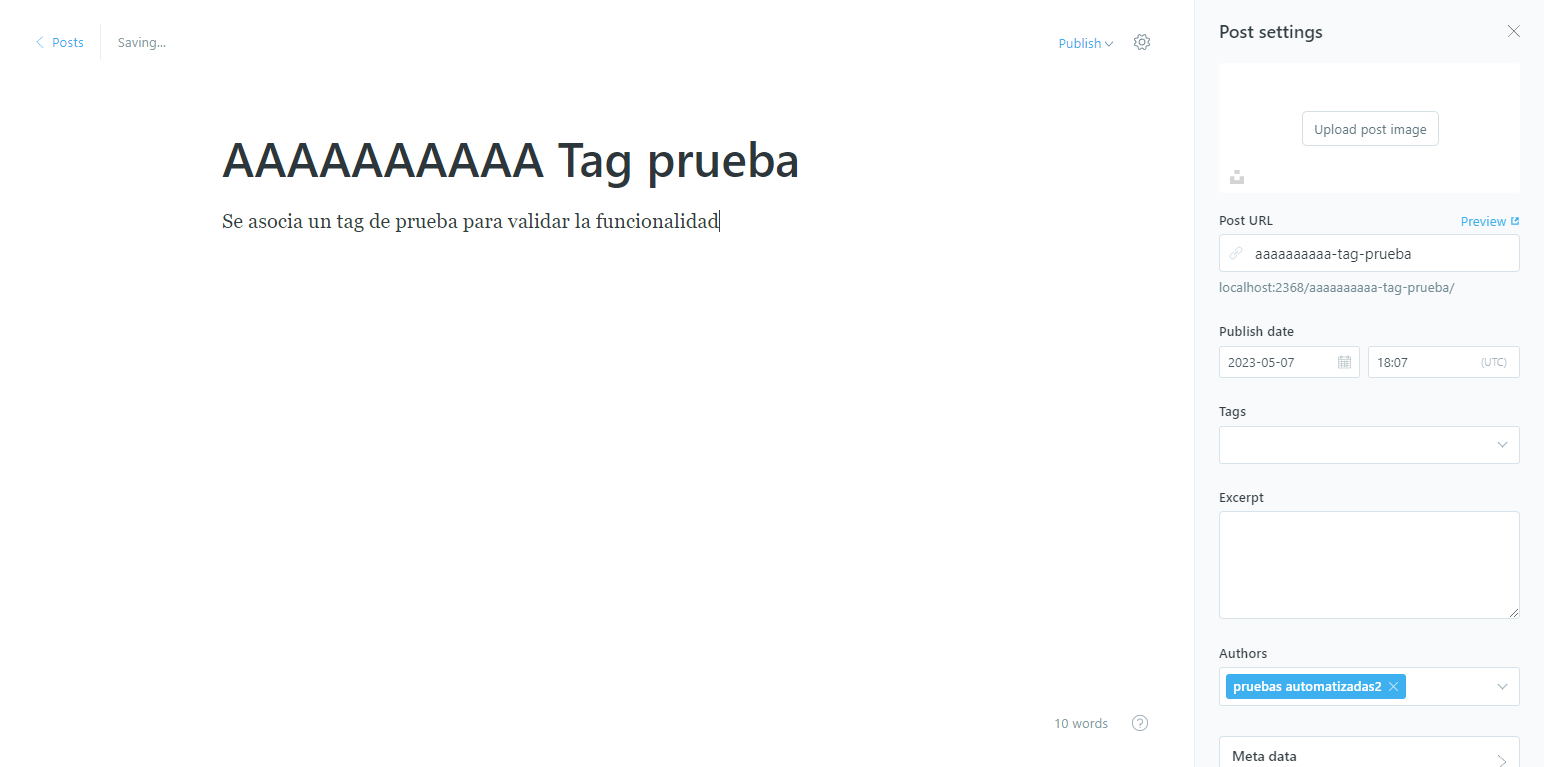 Posts
Saving...
Publish
AAAAAAAAAA Tag prueba
Se asocia un tag de prueba para validar la funcionalidad
10 words
Post settings
Upload post image
Post URL
Preview
aaaaaaaaaa-tag-prueba
localhost:2368/aaaaaaaaaa-tag-prueba/
Publish date
2023-05-07
18:07 (UTC)
Tags
Excerpt
Authors
pruebas automatizadas2
Meta data